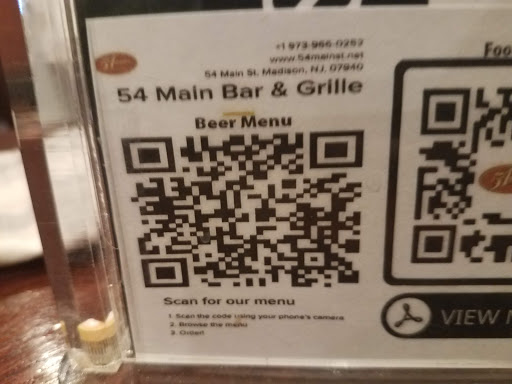 +1 973-966-0252
www.54mainst.net
54 Main St. Madison, NJ, 07940
54 Main Bar & Grille
Beer Menu
Scan for our menu
1. Scan the code using your phone's camera
2. Browse the menu
3. Order!
Foo
54
VIEW